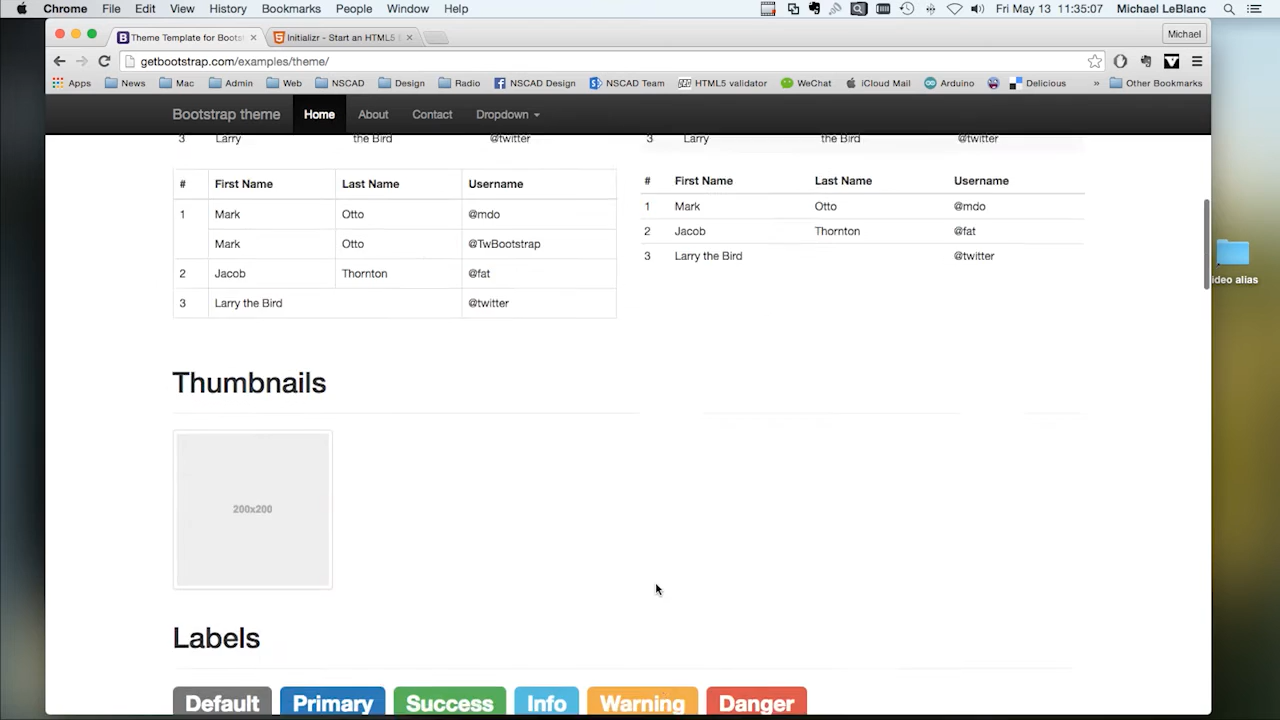 Chrome File Edit View History Bookmarks People Window Help Fri May 13 11:35:07 Michael LeBlanc
Theme Template for Boots Initializr - Start an HTML5 Michael
getbootstrap.com/examples/theme/
Apps News Mac Admin Web NSCAD Design Radio NSCAD Design NSCAD Team HTML5 validator WeChat iCloud Mail Arduino Delicious » Other Bookmarks
Bootstrap theme Home About Contact Dropdown
3 Larry the Bird @twitter 3 Larry the Bird @twitter
# First Name Last Name Username
1 Mark Otto @mdo
Mark Otto @TwBootstrap
2 Jacob Thornton @fat
3 Larry the Bird @twitter
# First Name Last Name Username
1 Mark Otto @mdo
2 Jacob Thornton @fat
3 Larry the Bird @twitter
ideo alias
Thumbnails
200x200
Labels
Default Primary Success Info Warning Danger